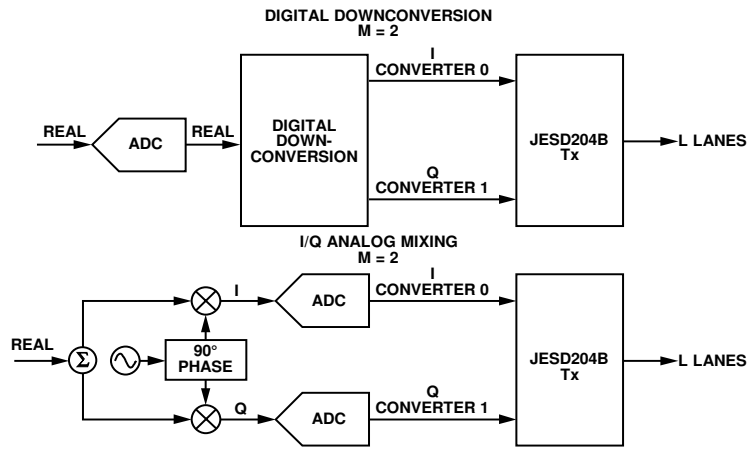 DIGITAL DOWNCONVERSION
M = 2
I
CONVERTER 0
REAL
ADC
REAL
DIGITAL
DOWN-
CONVERSION
JESD204B
Tx
L LANES
Q
CONVERTER 1
I/Q ANALOG MIXING
M = 2
I
CONVERTER 0
I
ADC
REAL
Σ
90°
PHASE
JESD204B
Tx
L LANES
Q
ADC
Q
CONVERTER 1